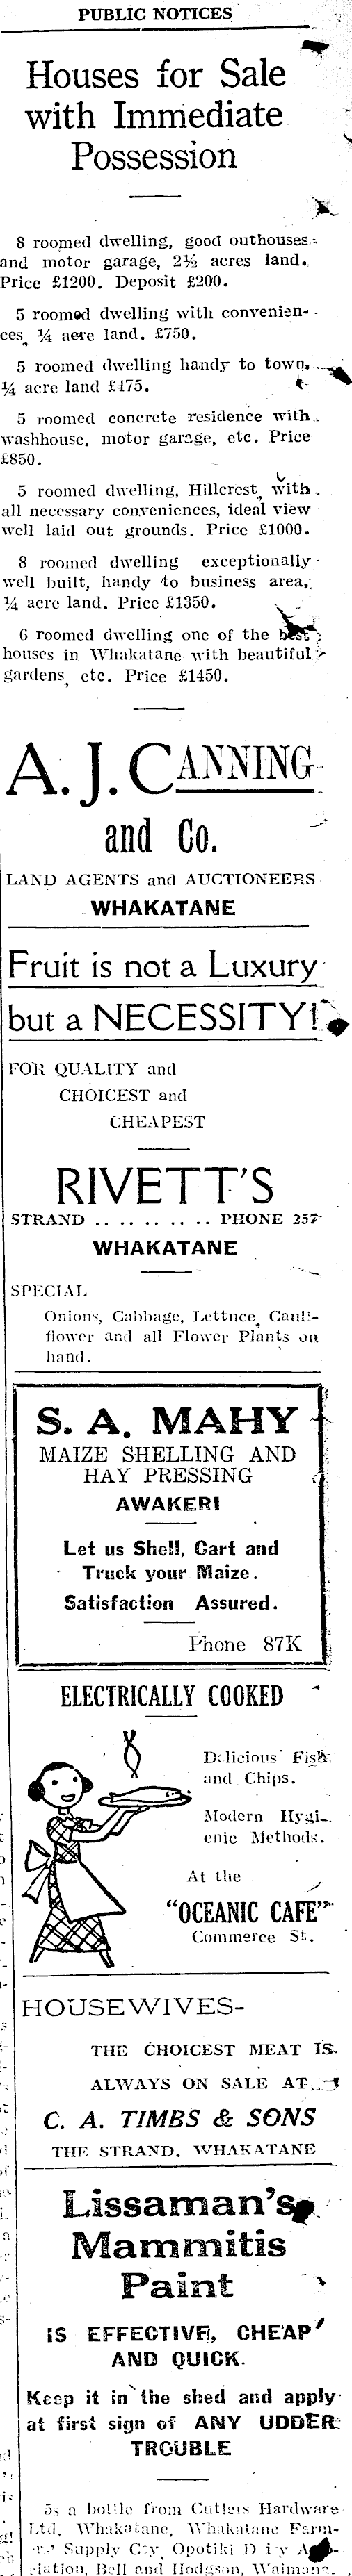 PUBLIC NOTICES
Houses for Sale
with Immediate
Possession
8 roomed dwelling, good outhouses
and motor garage, 2½ acres land.
Price £1200. Deposit £200.
5 roomed dwelling with convenien-
ces, ¼ acre land. £750.
5 roomed dwelling handy to town,
¼ acre land £475.
5 roomed concrete residence with
washhouse, motor garage, etc. Price
£850.
5 roomed dwelling, Hillcrest, with
all necessary conveniences, ideal view
well laid out grounds. Price £1000.
8 roomed dwelling exceptionally
well built, handy to business area,
¼ acre land. Price £1350.
6 roomed dwelling one of the best
houses in Whakatane with beautiful
gardens, etc. Price £1450.
A. J. CANNING
and Co.
LAND AGENTS and AUCTIONEERS
WHAKATANE
Fruit is not a Luxury
but a NECESSITY!
FOR QUALITY and
CHOICEST and
CHEAPEST
RIVETT'S
STRAND .. .. .. .. .. .. PHONE 257
WHAKATANE
SPECIAL
Onions, Cabbage, Lettuce, Cauli-
flower and all Flower Plants on
hand.
S. A. MAHY
MAIZE SHELLING AND
HAY PRESSING
AWAKERI
Let us Shell, Cart and
Truck your Maize.
Satisfaction Assured.
Phone 87K
ELECTRICALLY COOKED
Delicious Fish
and Chips.
Modern Hygi-
enic Methods.
At the
"OCEANIC CAFE"
Commerce St.
HOUSEWIVES-
THE CHOICEST MEAT IS
ALWAYS ON SALE AT
C. A. TIMBS & SONS
THE STRAND. WHAKATANE
Lissaman's
Mammitis
Paint
IS EFFECTIVE, CHEAP
AND QUICK.
Keep it in the shed and apply
at first sign of ANY UDDER
TROUBLE
5s a bottle from Cutlers Hardware
Ltd, Whakatane, Whakatane Farm-
Supply Opotiki
Bell and Hodgson, Waimana.